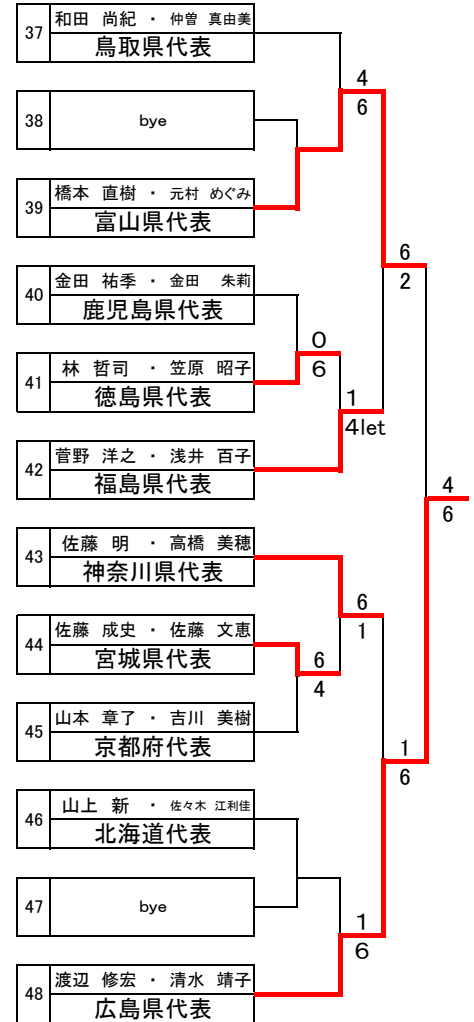 37 和田 尚紀 ・ 仲曽 真由美
鳥取県代表
4
6
38 bye
39 橋本 直樹 ・ 元村 めぐみ
富山県代表
6
2
40 金田 祐季 ・ 金田 朱莉
鹿児島県代表
0
6
41 林 哲司 ・ 笠原 昭子
徳島県代表
1
4let
42 菅野 洋之 ・ 浅井 百子
福島県代表
4
6
43 佐藤 明 ・ 高橋 美穂
神奈川県代表
6
1
44 佐藤 成史 ・ 佐藤 文恵
宮城県代表
6
4
45 山本 章了 ・ 吉川 美樹
京都府代表
1
6
46 山上 新 ・ 佐々木 江利佳
北海道代表
47 bye
1
6
48 渡辺 修宏 ・ 清水 靖子
広島県代表